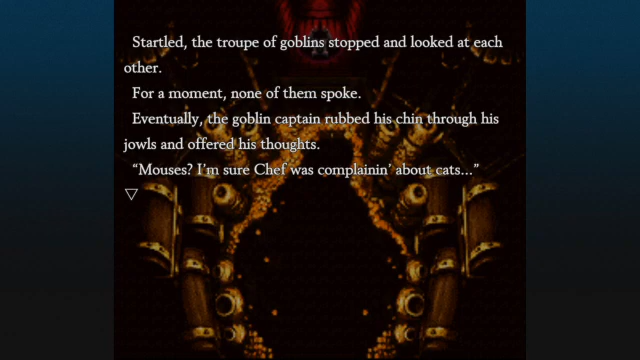 Startled, the troupe of goblins stopped and looked at each
other.
For a moment, none of them spoke.
Eventually, the goblin captain rubbed his chin through his
jowls and offered his thoughts.
“Mouses? I’m sure Chef was complainin’ about cats...”